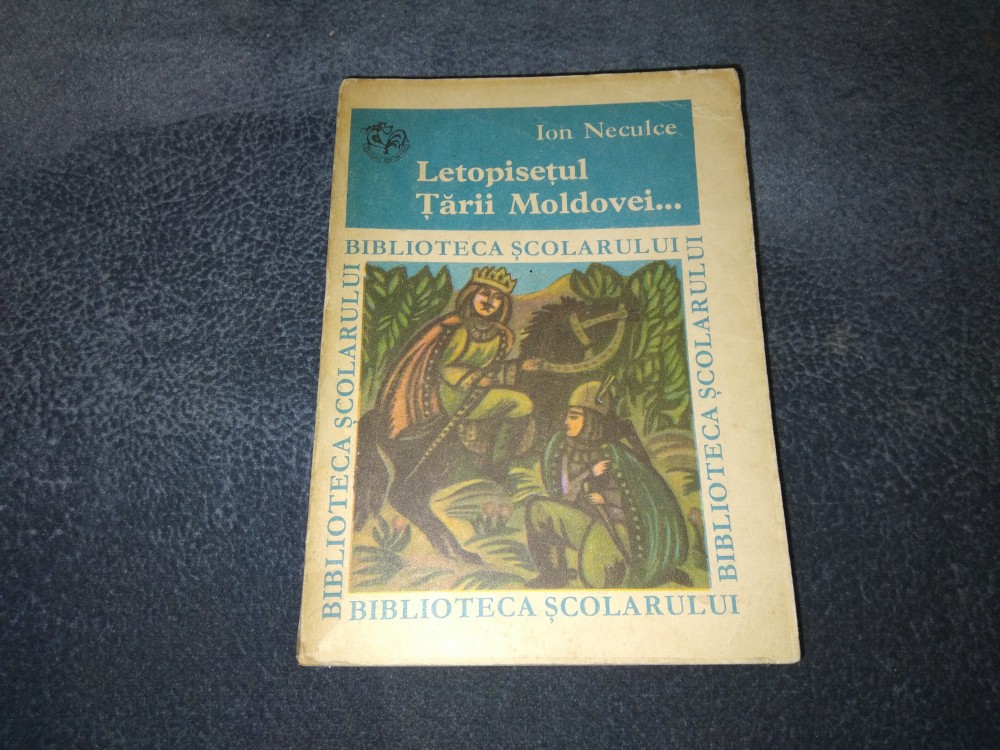 Ion Neculce
Letopisețul
Țării Moldovei...
BIBLIOTECA ȘCOLARULUI
BIBLIOTECA ȘCOLARULUI
BIBLIOTECA ȘCOLARULUI
BIBLIOTECA ȘCOLARULUI